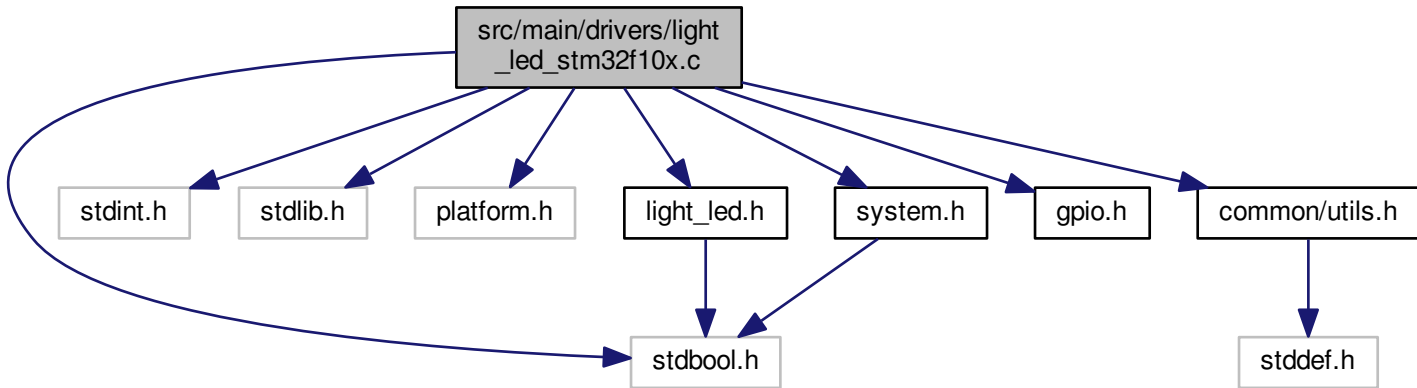 src/main/drivers/light
_led_stm32f10x.c
stdint.h
stdlib.h
platform.h
light_led.h
system.h
gpio.h
common/utils.h
stdbool.h
stddef.h